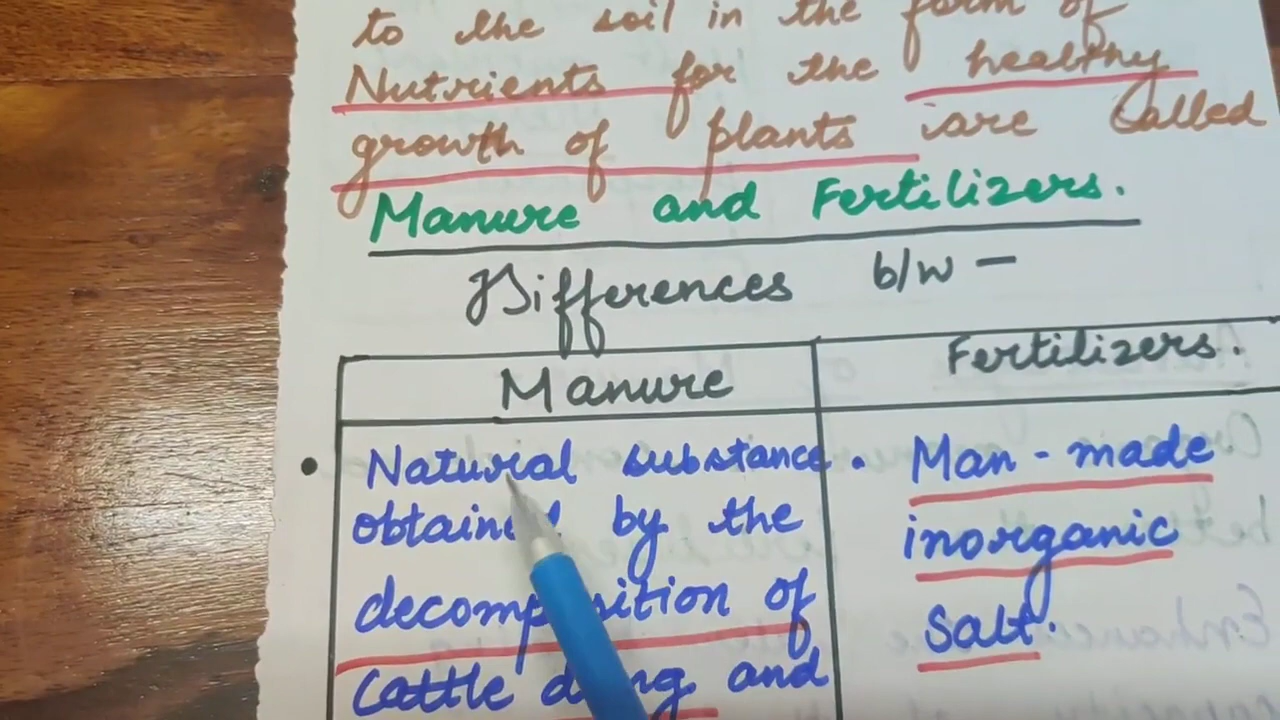 to the soil in the form of
Nutrients for the healthy
growth of plants are called
Manure and Fertilizers.
Differences b/w -
Manure
Fertilizers.
• Natural substance
obtained by the
decomposition of
Cattle dung and
• Man-made
inorganic
Salt.